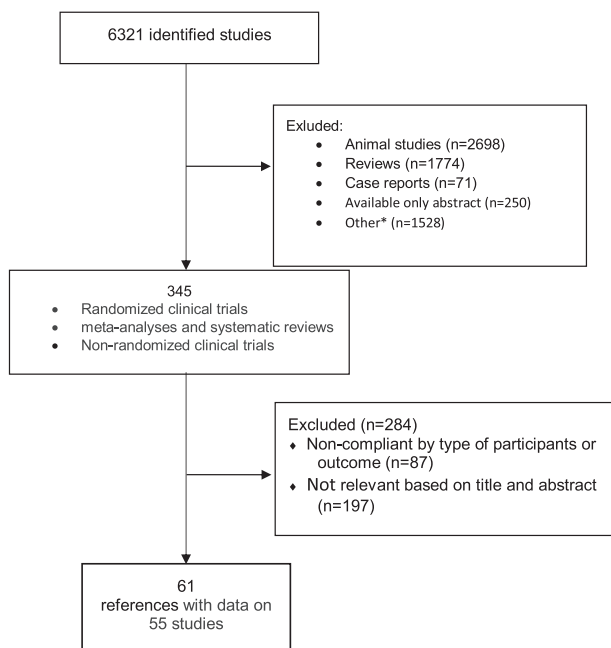 6321 identified studies
Exluded:
• Animal studies (n=2698)
• Reviews (n=1774)
• Case reports (n=71)
• Available only abstract (n=250)
• Other* (n=1528)
345
• Randomized clinical trials
• meta-analyses and systematic reviews
• Non-randomized clinical trials
Excluded (n=284)
♦ Non-compliant by type of participants or
outcome (n=87)
♦ Not relevant based on title and abstract
(n=197)
61
references with data on
55 studies